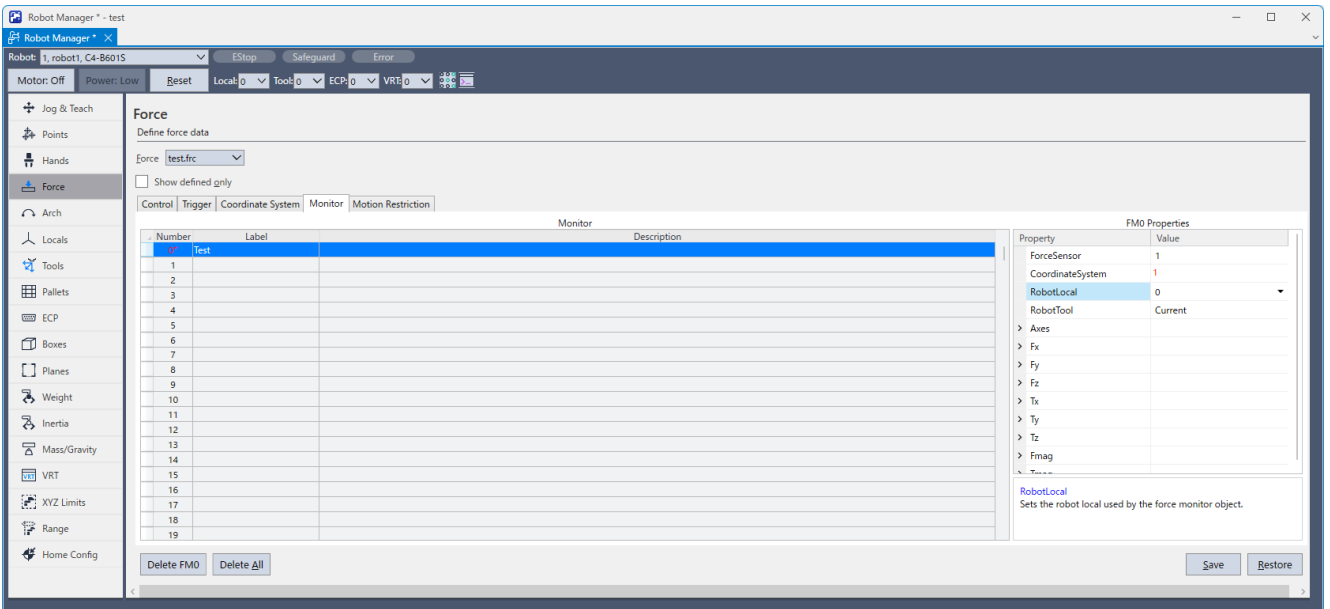 Robot Manager * - test
Robot Manager *
Robot: 1, robot1, C4-B601S EStop Safeguard Error
Motor: Off Power: Low Reset Local: 0 Tool: 0 ECP: 0 VRT: 0
Jog & Teach
Points
Hands
Force
Arch
Locals
Tools
Pallets
ECP
Boxes
Planes
Weight
Inertia
Mass/Gravity
VRT
XYZ Limits
Range
Home Config
Force
Define force data
Force test.frc
Show defined only
Control Trigger Coordinate System Monitor Motion Restriction
Monitor
Number Label Description
0* Test
1
2
3
4
5
6
7
8
9
10
11
12
13
14
15
16
17
18
19
FM0 Properties
Property Value
ForceSensor 1
CoordinateSystem 1
RobotLocal 0
RobotTool Current
Axes
Fx
Fy
Fz
Tx
Ty
Tz
Fmag
RobotLocal
Sets the robot local used by the force monitor object.
Delete FM0 Delete All Save Restore